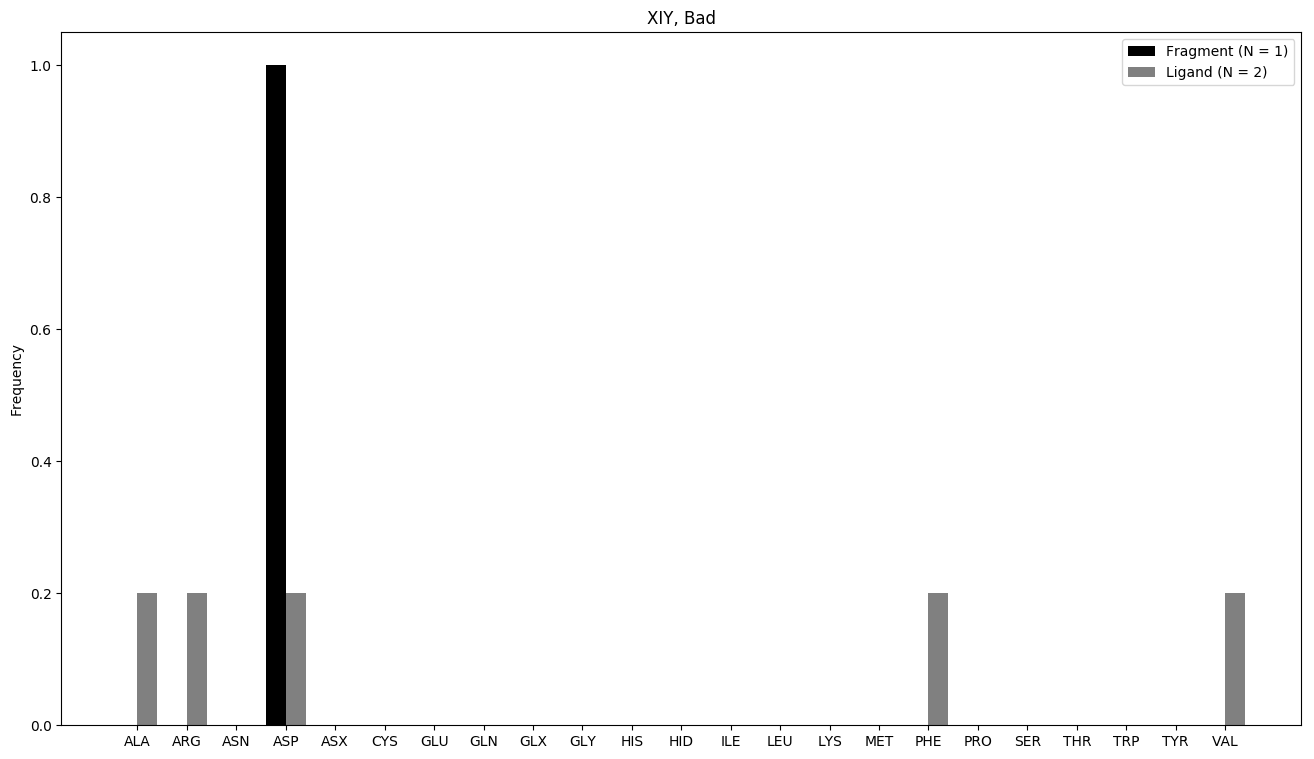 XIY, Bad
Fragment (N = 1)
Ligand (N = 2)
Frequency
1.0
0.8
0.6
0.4
0.2
0.0
ALA ARG ASN ASP ASX CYS GLU GLN GLX GLY HIS HID ILE LEU LYS MET PHE PRO SER THR TRP TYR VAL